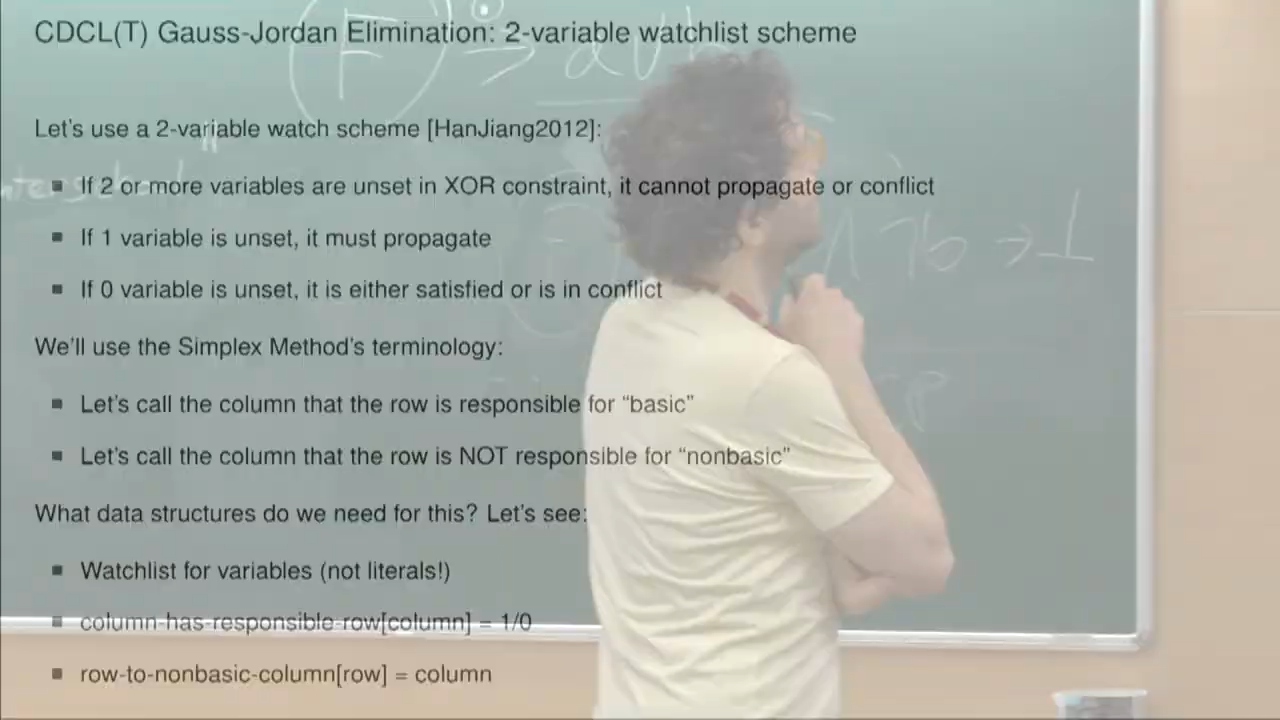 CDCL(T) Gauss-Jordan Elimination: 2-variable watchlist scheme
Let's use a 2-variable watch scheme [HanJiang2012]:
▪ If 2 or more variables are unset in XOR constraint, it cannot propagate or conflict
▪ If 1 variable is unset, it must propagate
▪ If 0 variable is unset, it is either satisfied or is in conflict
We'll use the Simplex Method's terminology:
▪ Let's call the column that the row is responsible for “basic”
▪ Let's call the column that the row is NOT responsible for “nonbasic”
What data structures do we need for this? Let's see:
▪ Watchlist for variables (not literals!)
▪ column-has-responsible-row[column] = 1/0
▪ row-to-nonbasic-column[row] = column